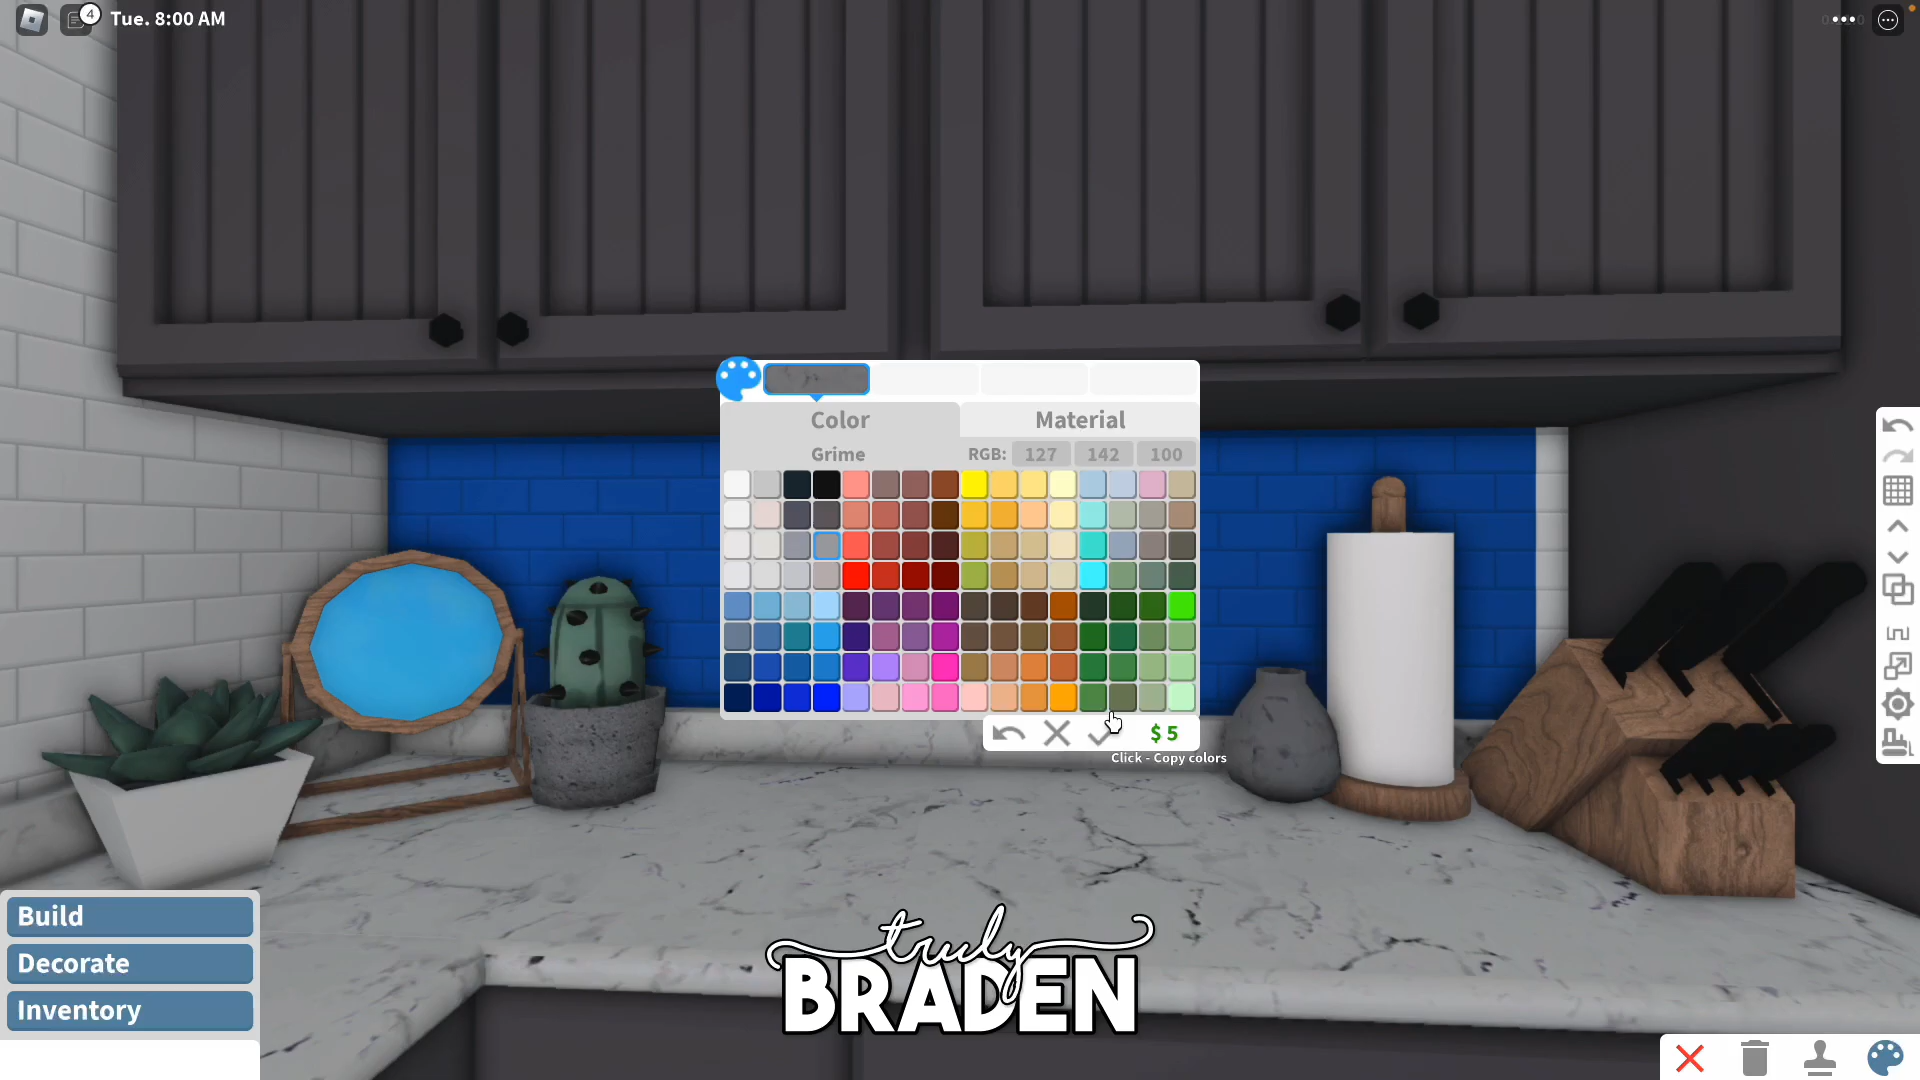 4
Tue. 8:00 AM
Color
Material
Grime
RGB: 127 142 100
$ 5
Click - Copy colors
Build
Decorate
Inventory
truly
BRADEN